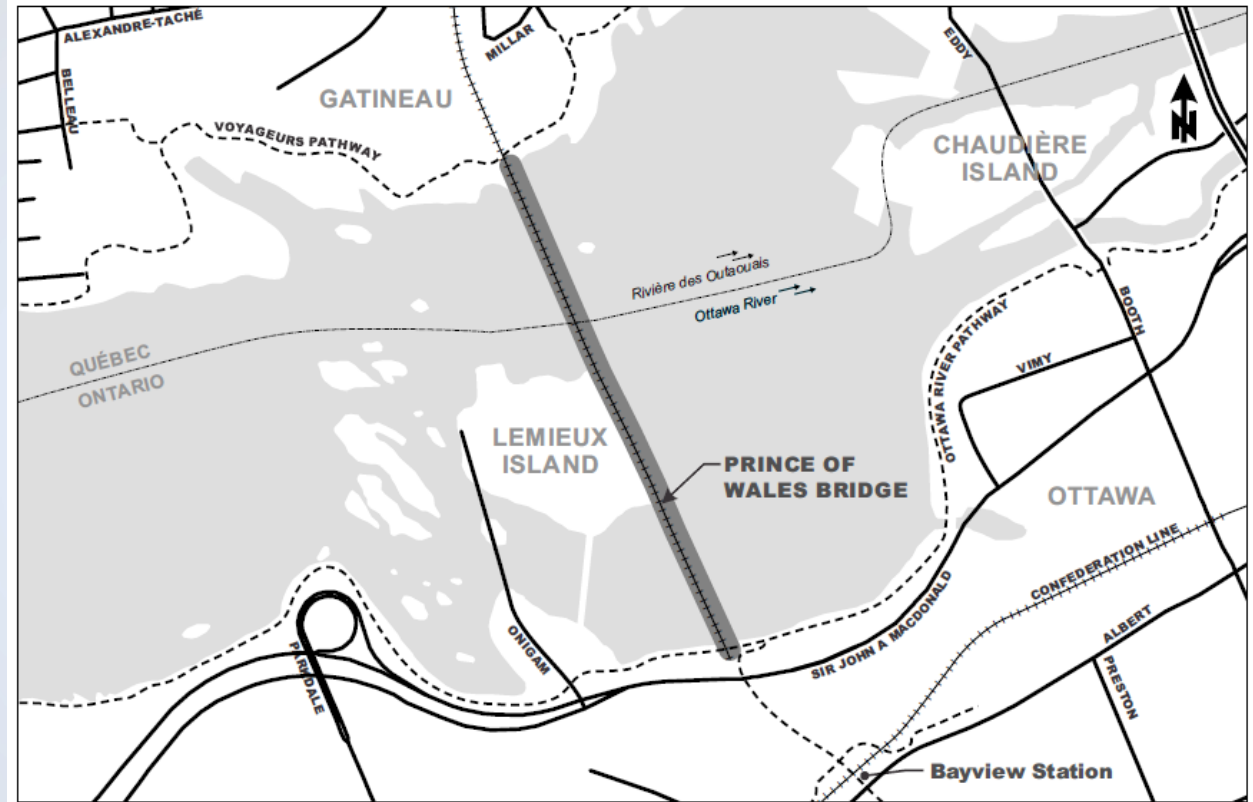 ALEXANDRE-TACHÉ
BELLEAU
MILLAR
EDDY
GATINEAU
VOYAGEURS PATHWAY
N
CHAUDIÈRE
ISLAND
Rivière des Outaouais
Ottawa River
QUÉBEC
ONTARIO
BOOTH
OTTAWA RIVER PATHWAY
VIMY
LEMIEUX
ISLAND
PRINCE OF
WALES BRIDGE
OTTAWA
CONFEDERATION LINE
ALBERT
PRESTON
SIR JOHN A MACDONALD
ONIGAM
PARKDALE
Bayview Station